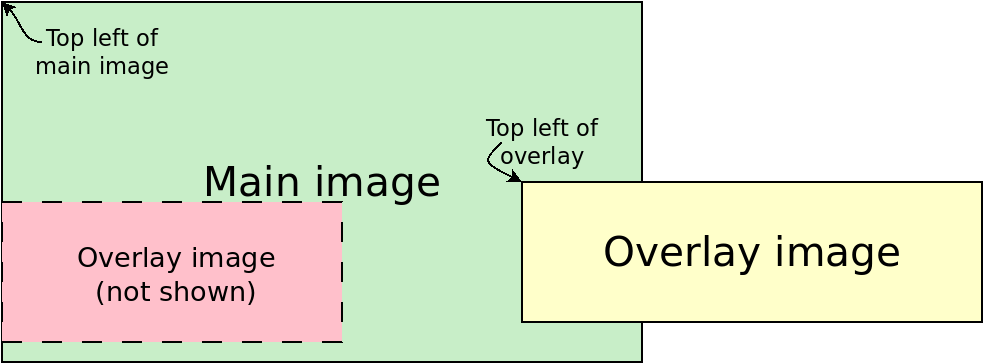 Top left of
main image
Top left of
overlay
Main image
Overlay image
Overlay image
(not shown)